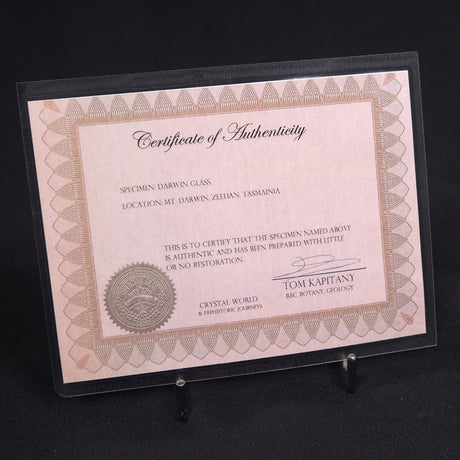 Certificate of Authenticity
SPECIMEN: DARWIN GLASS.
LOCATION: MT. DARWIN, ZEEHAN, TASMAINIA
THIS IS TO CERTIFY THAT THE SPECIMEN NAMED ABOVE
IS AUTHENTIC AND HAS BEEN PREPARED WITH LITTLE
OR NO RESTORATION.
TOM KAPITANY
BSC. BOTANY, GEOLOGY
CRYSTAL WORLD
& PREHISTORIC JOURNEYS